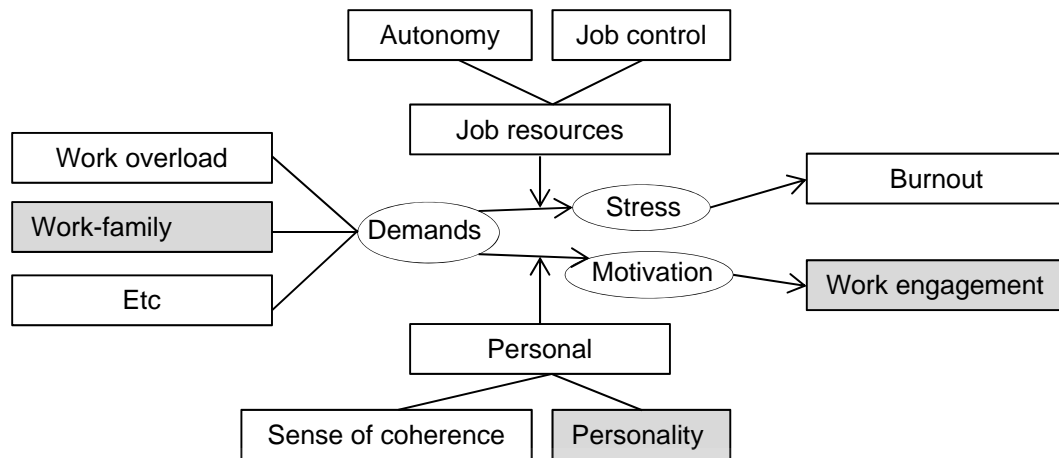 Autonomy
Job control
Job resources
Work overload
Work-family
Etc
Demands
Stress
Motivation
Burnout
Work engagement
Personal
Sense of coherence
Personality